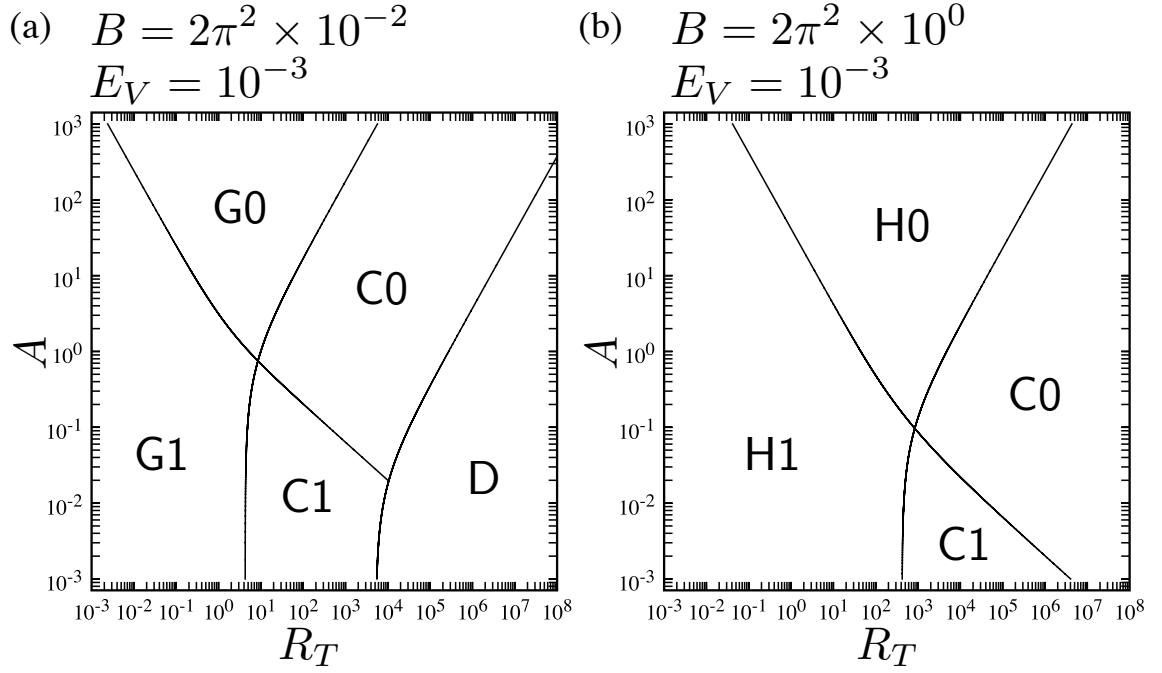 (a) B = 2π² × 10⁻²
E_V = 10⁻³
10³
10²
10¹
10⁰
10⁻¹
10⁻²
10⁻³
A
G0
C0
G1
C1
D
10⁻³ 10⁻² 10⁻¹ 10⁰ 10¹ 10² 10³ 10⁴ 10⁵ 10⁶ 10⁷ 10⁸
R_T
(b) B = 2π² × 10⁰
E_V = 10⁻³
10³
10²
10¹
10⁰
10⁻¹
10⁻²
10⁻³
A
H0
C0
H1
C1
10⁻³ 10⁻² 10⁻¹ 10⁰ 10¹ 10² 10³ 10⁴ 10⁵ 10⁶ 10⁷ 10⁸
R_T